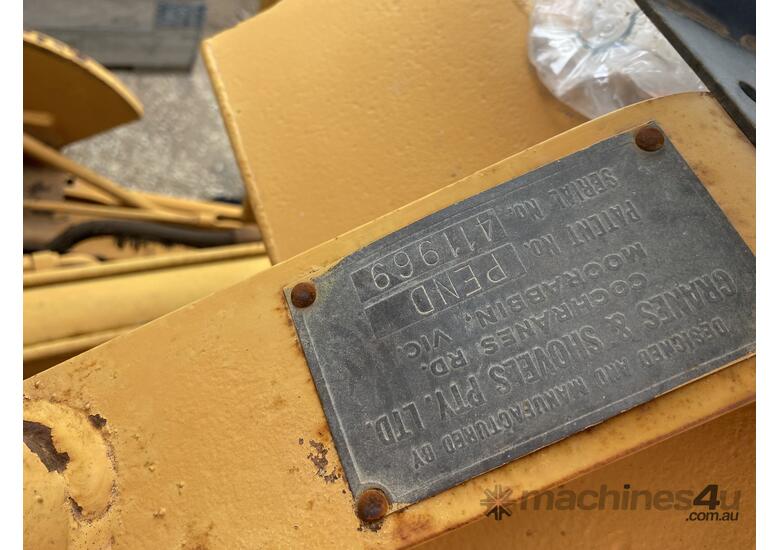 DESIGNED AND MANUFACTURED BY
CRANES & SHOVELS PTY. LTD.
COCHRANES RD.
MOORABBIN, VIC.
PATENT No. PEND
SERIAL No. 411969
machines4u
.com.au